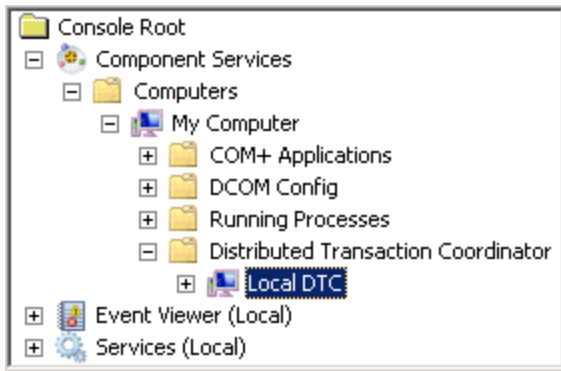 Console Root
Component Services
Computers
My Computer
COM+ Applications
DCOM Config
Running Processes
Distributed Transaction Coordinator
Local DTC
Event Viewer (Local)
Services (Local)